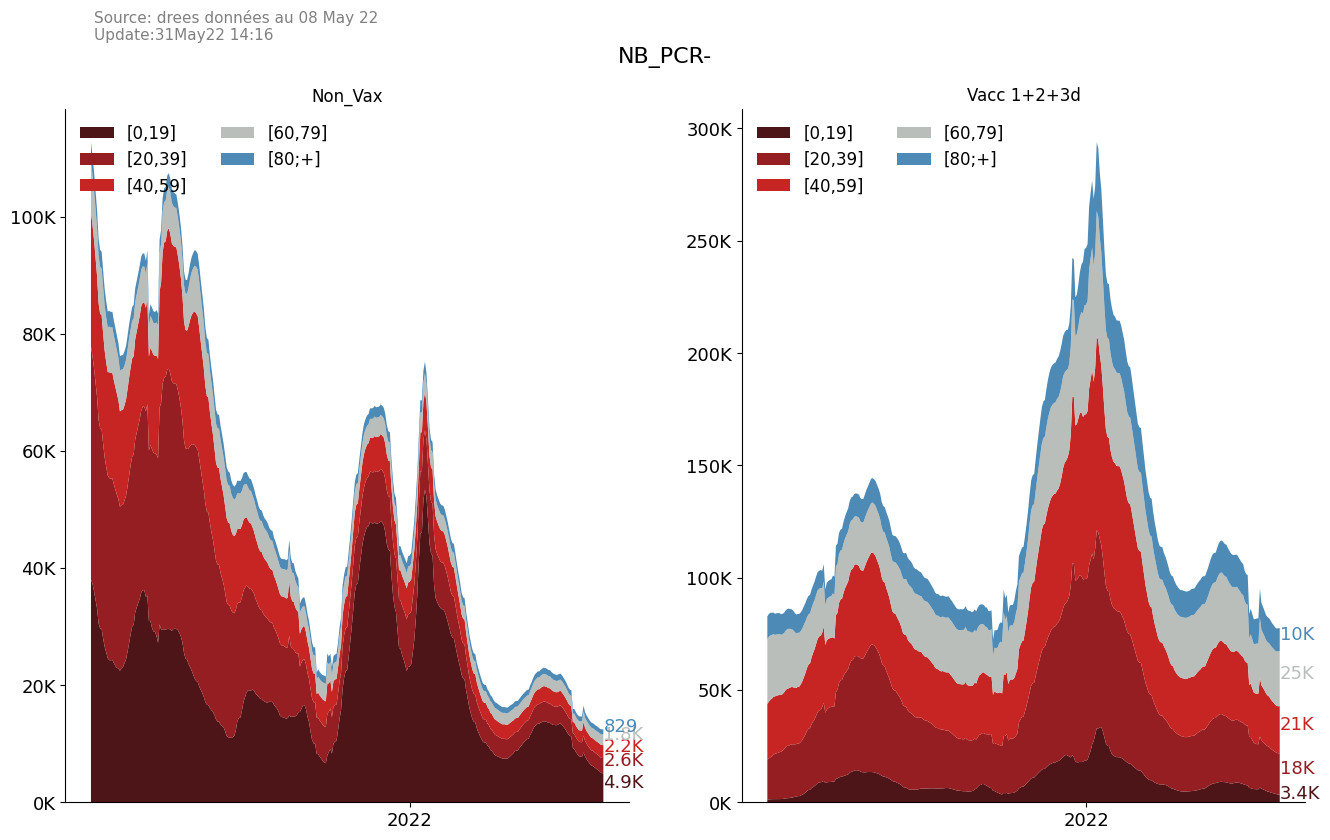 Source: drees données au 08 May 22
Update:31May22 14:16
NB_PCR-
Non_Vax
[0,19]
[20,39]
[40,59]
[60,79]
[80;+]
100K
80K
60K
40K
20K
0K
2022
829
1.8K
2.2K
2.6K
4.9K
Vacc 1+2+3d
[0,19]
[20,39]
[40,59]
[60,79]
[80;+]
300K
250K
200K
150K
100K
50K
0K
2022
10K
25K
21K
18K
3.4K